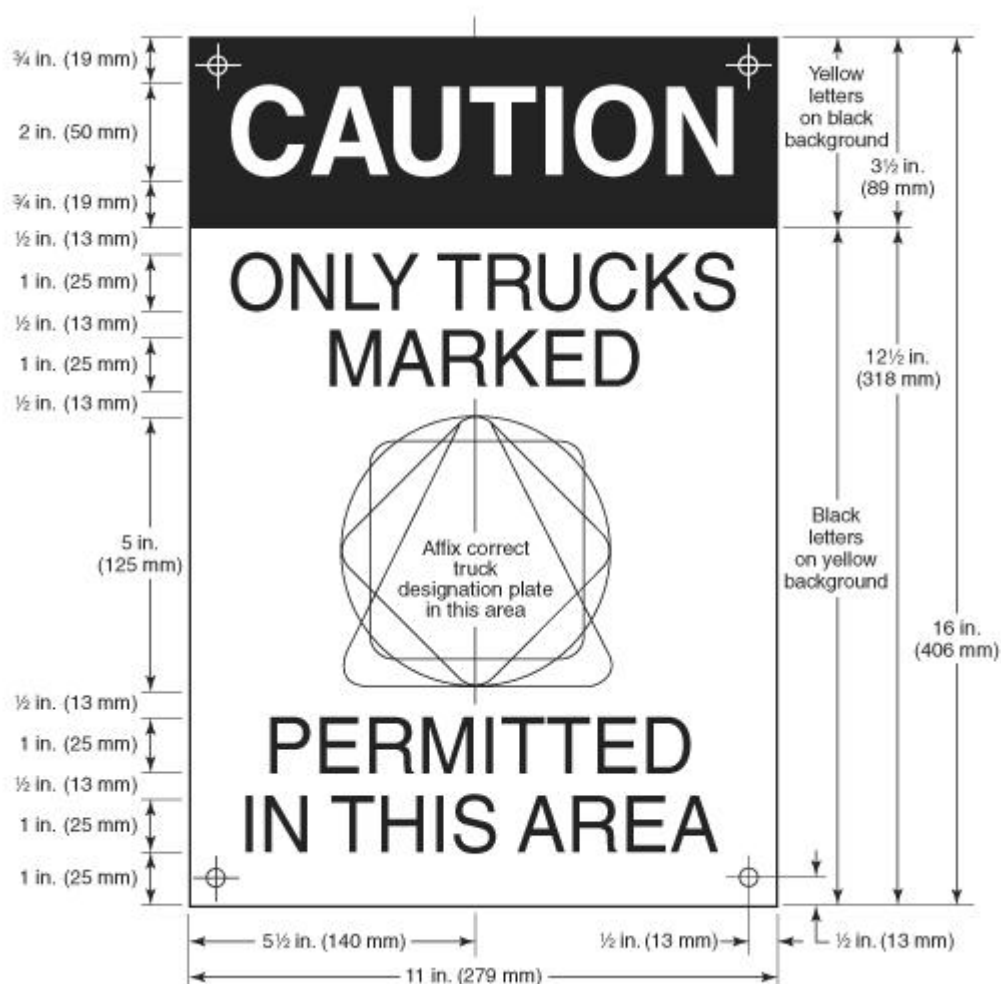 ¾ in. (19 mm)
2 in. (50 mm)
¾ in. (19 mm)
½ in. (13 mm)
1 in. (25 mm)
½ in. (13 mm)
1 in. (25 mm)
½ in. (13 mm)
5 in.
(125 mm)
½ in. (13 mm)
1 in. (25 mm)
½ in. (13 mm)
1 in. (25 mm)
1 in. (25 mm)
CAUTION
ONLY TRUCKS
MARKED
Affix correct
truck
designation plate
in this area
PERMITTED
IN THIS AREA
Yellow
letters
on black
background
3½ in.
(89 mm)
12½ in.
(318 mm)
Black
letters
on yellow
background
16 in.
(406 mm)
5½ in. (140 mm)
½ in. (13 mm)
½ in. (13 mm)
11 in. (279 mm)